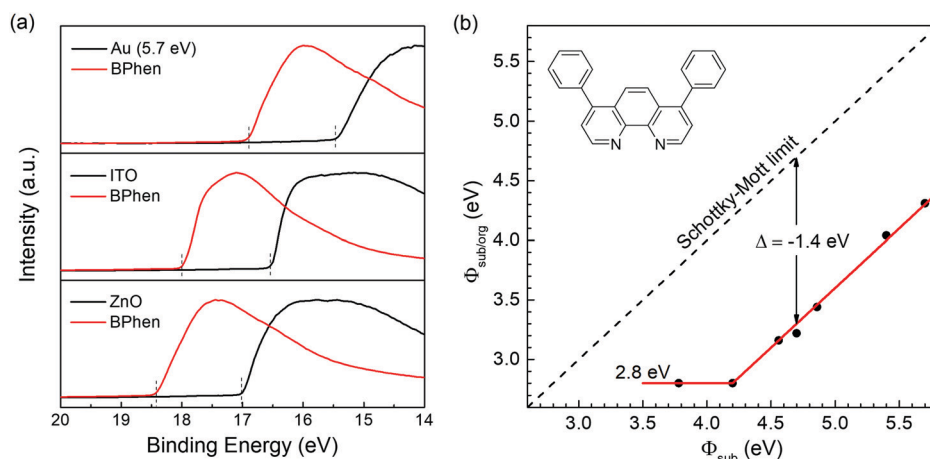 (a)
Au (5.7 eV)
BPhen
ITO
BPhen
ZnO
BPhen
Intensity (a.u.)
20 19 18 17 16 15 14
Binding Energy (eV)
(b)
5.5
5.0
4.5
4.0
3.5
3.0
Φsub/org (eV)
N N
Schottky-Mott limit
Δ = -1.4 eV
2.8 eV
3.0 3.5 4.0 4.5 5.0 5.5
Φsub (eV)